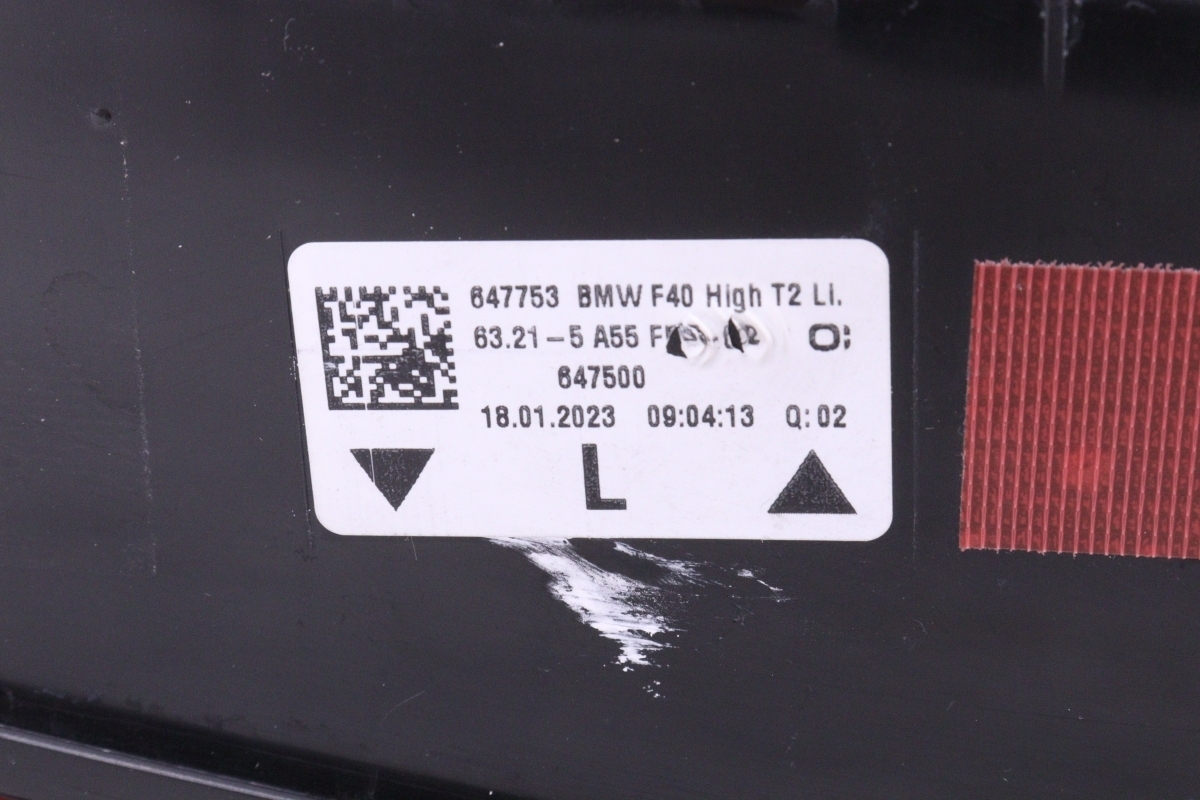 647753 BMW F40 High T2 LI.
63.21-5 A55 O:
647500
18.01.2023 09:04:13 Q:02
L